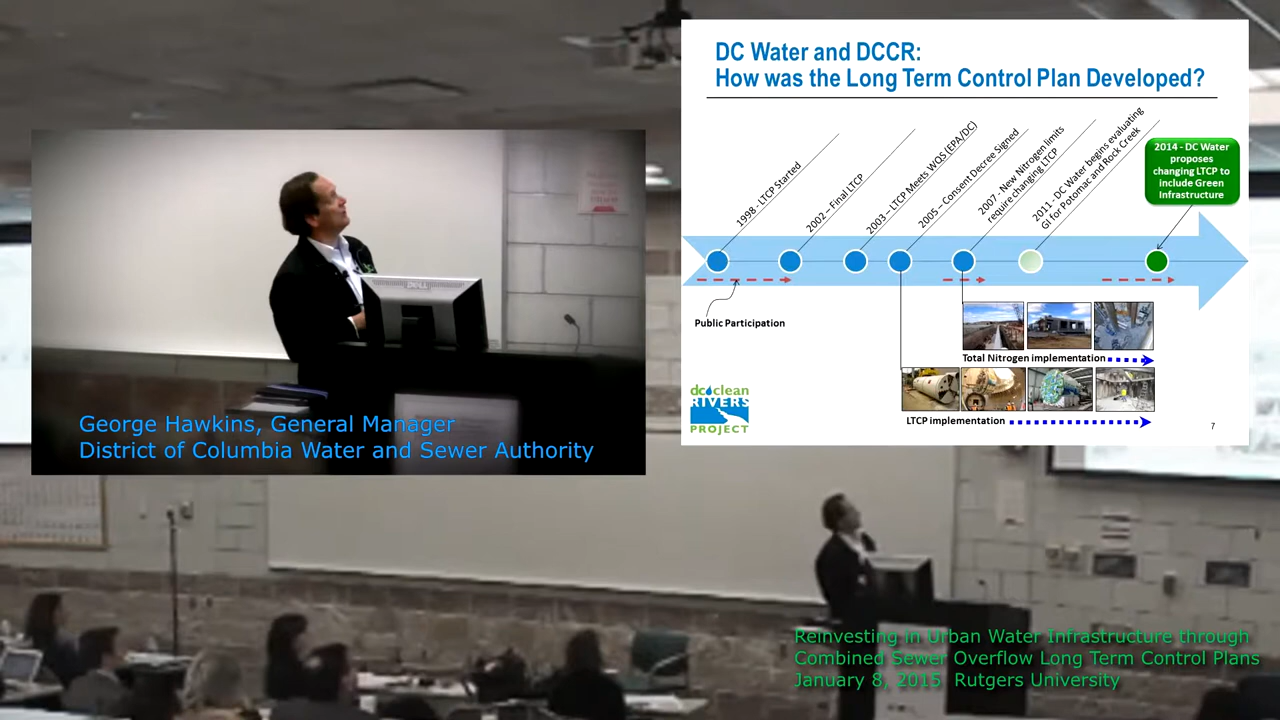 DC Water and DCCR:
How was the Long Term Control Plan Developed?
1998 - LTCP Started
2002 – Final LTCP
2003 – LTCP Meets WQS (EPA/DC)
2005 – Consent Decree Signed
2007 - New Nitrogen limits
require changing LTCP
2011 - DC Water begins evaluating
GI for Potomac and Rock Creek
2014 - DC Water
proposes
changing LTCP to
include Green
Infrastructure
Public Participation
Total Nitrogen implementation
LTCP implementation
dc clean
RIVERS
PROJECT
7
DELL
George Hawkins, General Manager
District of Columbia Water and Sewer Authority
Reinvesting in Urban Water Infrastructure through
Combined Sewer Overflow Long Term Control Plans
January 8, 2015 Rutgers University